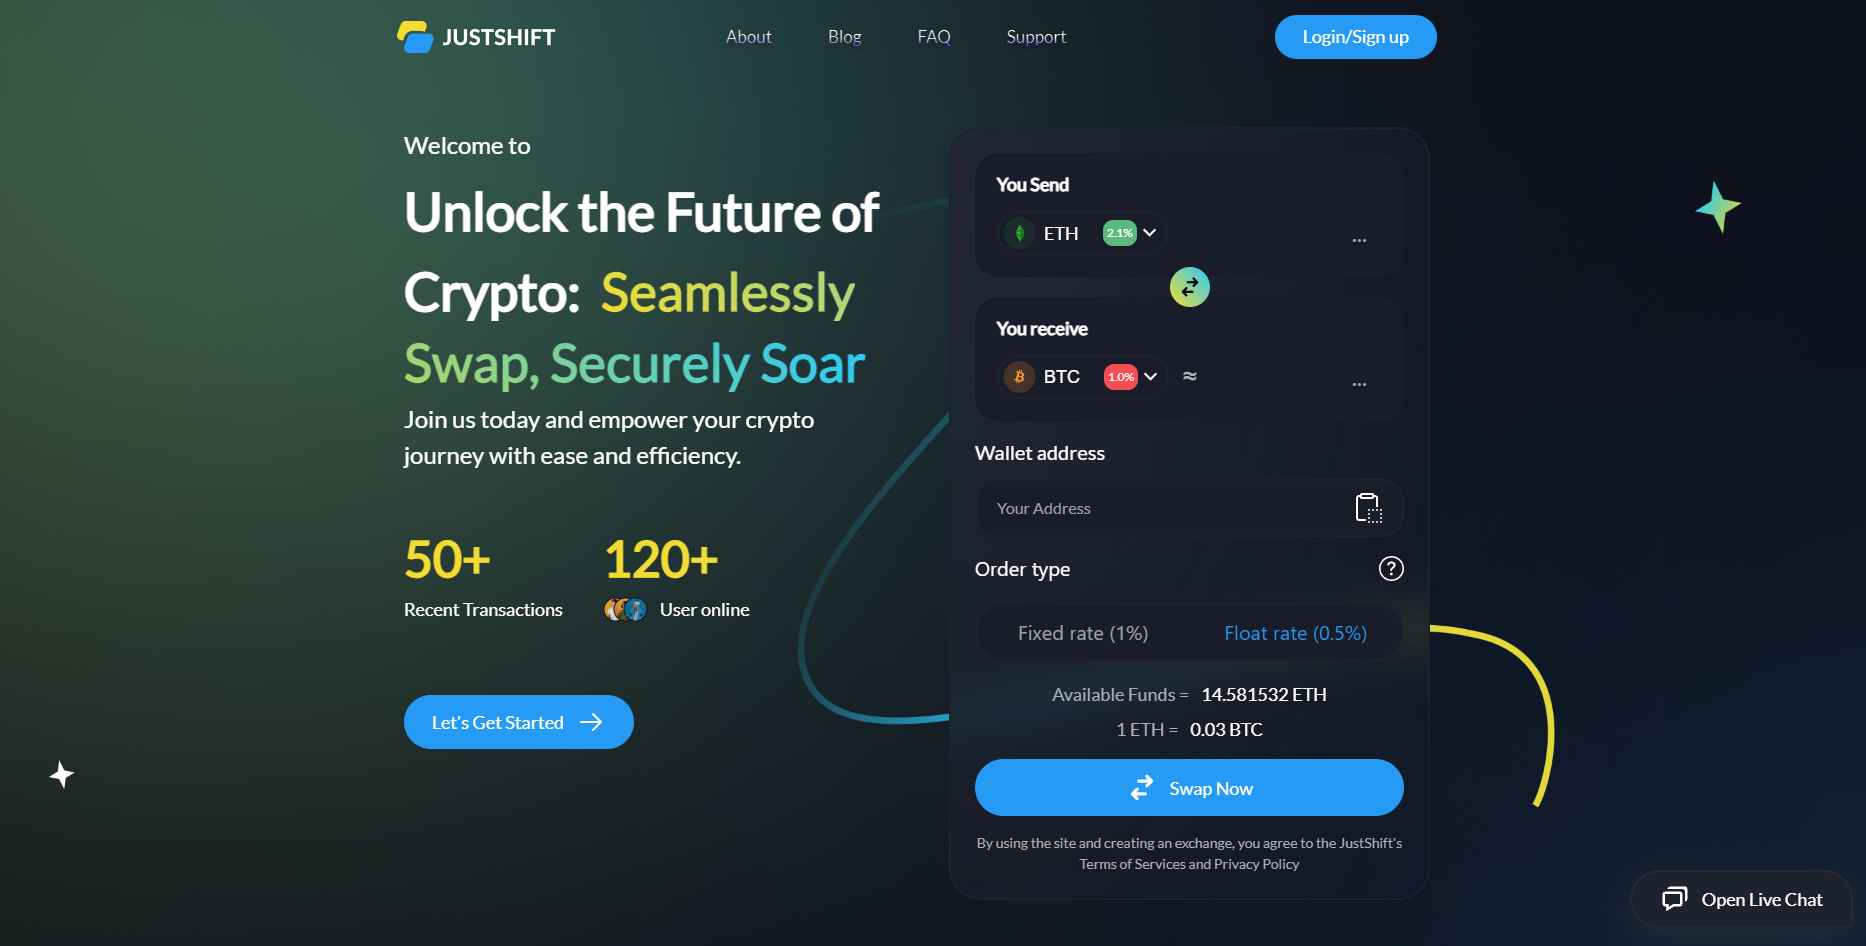 JUSTSHIFT
About
Blog
FAQ
Support
Login/Sign up
Welcome to
Unlock the Future of
Crypto: Seamlessly
Swap, Securely Soar
Join us today and empower your crypto
journey with ease and efficiency.
50+
Recent Transactions
120+
User online
Let's Get Started
You Send
ETH
2.1%
...
You receive
BTC
1.0%
≈
...
Wallet address
Your Address
Order type
?
Fixed rate (1%)
Float rate (0.5%)
Available Funds = 14.581532 ETH
1 ETH = 0.03 BTC
Swap Now
By using the site and creating an exchange, you agree to the JustShift's
Terms of Services and Privacy Policy
Open Live Chat